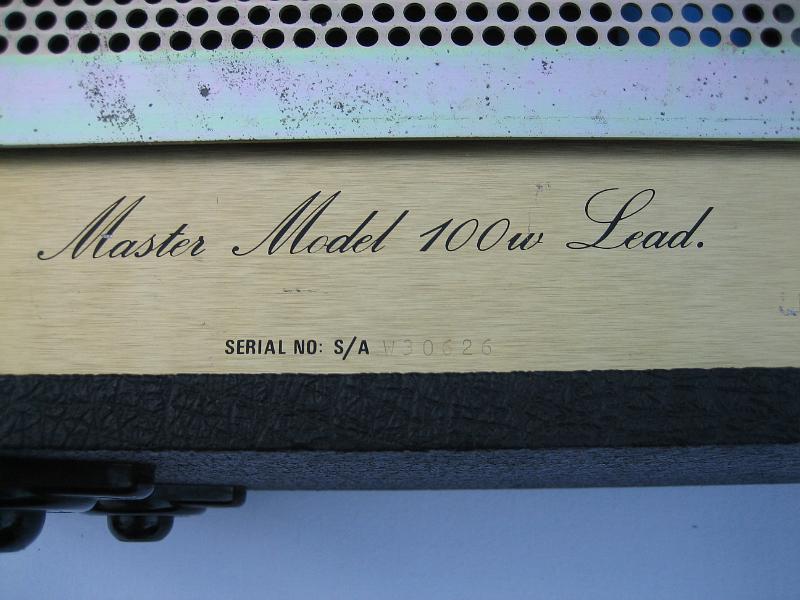 Master Model 100w Lead.
SERIAL NO: S/A W30626